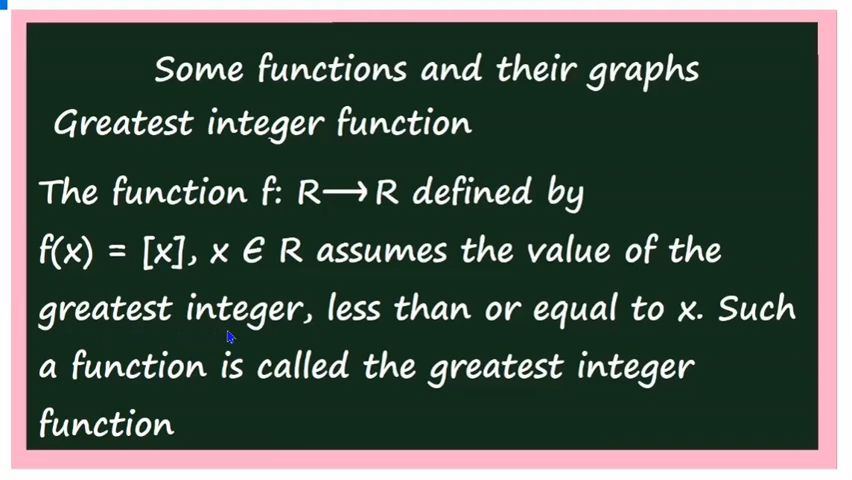 Some functions and their graphs
Greatest integer function
The function f: R⟶R defined by
f(x) = [x], x ∈ R assumes the value of the
greatest integer, less than or equal to x. Such
a function is called the greatest integer
function